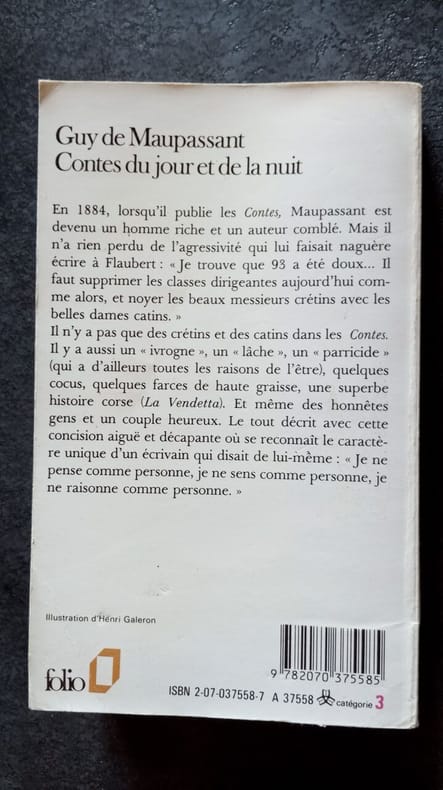 Guy de Maupassant
Contes du jour et de la nuit
En 1884, lorsqu'il publie les Contes, Maupassant est
devenu un homme riche et un auteur comblé. Mais il
n'a rien perdu de l'agressivité qui lui faisait naguère
écrire à Flaubert : « Je trouve que 93 a été doux... Il
faut supprimer les classes dirigeantes aujourd'hui com-
me alors, et noyer les beaux messieurs crétins avec les
belles dames catins. »
Il n'y a pas que des crétins et des catins dans les Contes.
Il y a aussi un « ivrogne », un « lâche », un « parricide »
(qui a d'ailleurs toutes les raisons de l'être), quelques
cocus, quelques farces de haute graisse, une superbe
histoire corse (La Vendetta). Et même des honnêtes
gens et un couple heureux. Le tout décrit avec cette
concision aiguë et décapante où se reconnaît le caractè-
re unique d'un écrivain qui disait de lui-même : « Je ne
pense comme personne, je ne sens comme personne, je
ne raisonne comme personne. »
Illustration d'Henri Galeron
9 782070 375585
folio
ISBN 2-07-037558-7 A 37558 catégorie 3